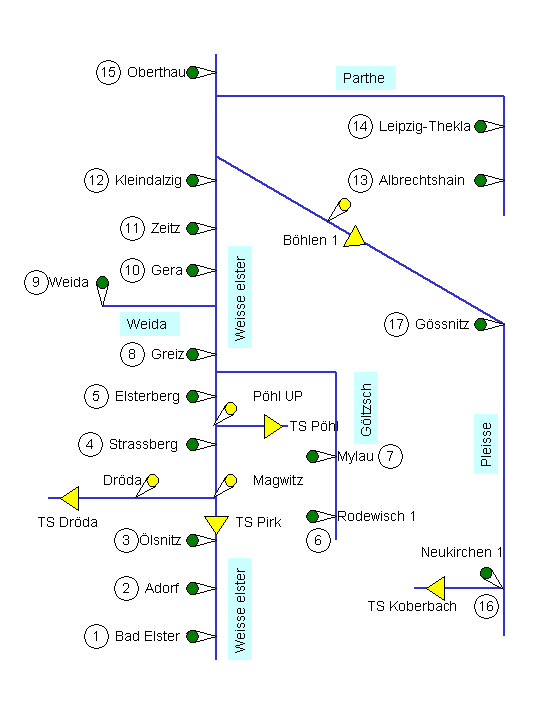 15 Oberthau
Parthe
14 Leipzig-Thekla
12 Kleindalzig
13 Albrechtshain
11 Zeitz
Böhlen 1
10 Gera
Weisse elster
9 Weida
Weida
17 Gössnitz
8 Greiz
5 Elsterberg
Pöhl UP
Göltzsch
TS Pöhl
4 Strassberg
Mylau 7
Pleisse
Dröda
Magwitz
TS Dröda
TS Pirk
Rodewisch 1
3 Ölsnitz
6
Neukirchen 1
2 Adorf
Weisse elster
TS Koberbach
16
1 Bad Elster